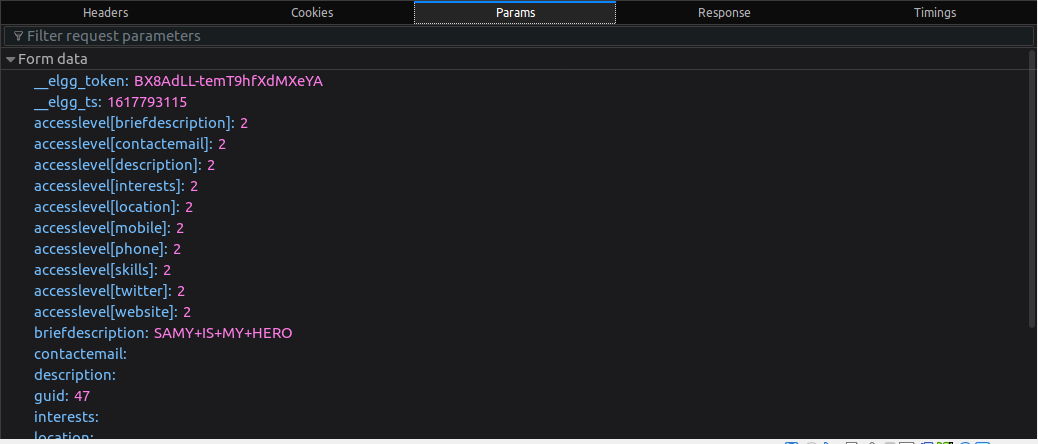 Headers Cookies Params Response Timings
Filter request parameters
Form data
__elgg_token: BX8AdLL-temT9hfXdMXeYA
__elgg_ts: 1617793115
accesslevel[briefdescription]: 2
accesslevel[contactemail]: 2
accesslevel[description]: 2
accesslevel[interests]: 2
accesslevel[location]: 2
accesslevel[mobile]: 2
accesslevel[phone]: 2
accesslevel[skills]: 2
accesslevel[twitter]: 2
accesslevel[website]: 2
briefdescription: SAMY+IS+MY+HERO
contactemail:
description:
guid: 47
interests:
location: